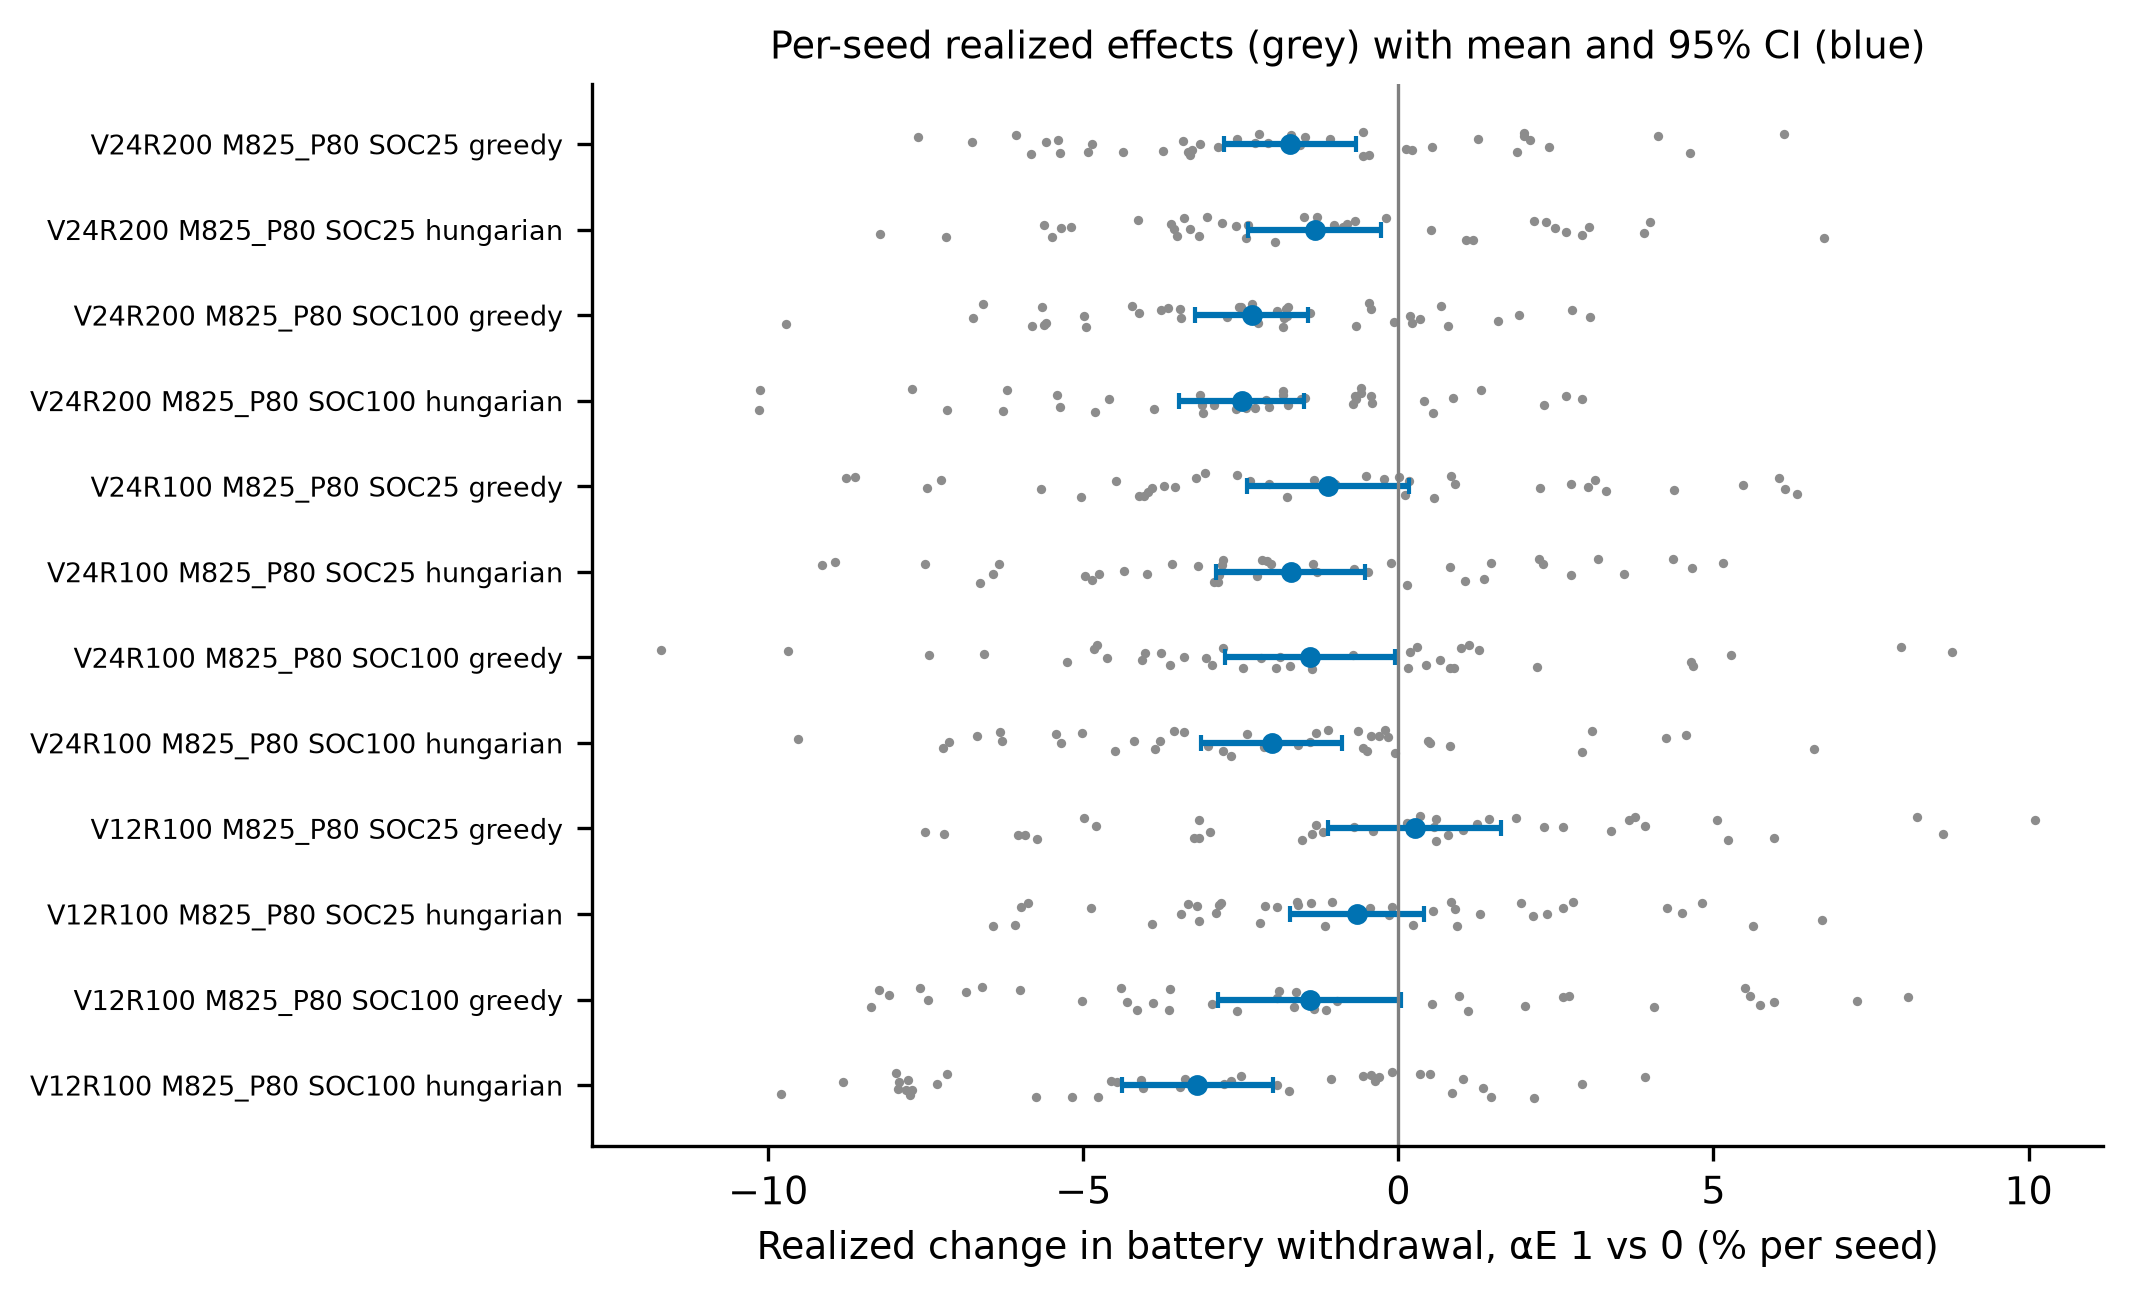 Per-seed realized effects (grey) with mean and 95% CI (blue)
V24R200 M825_P80 SOC25 greedy
V24R200 M825_P80 SOC25 hungarian
V24R200 M825_P80 SOC100 greedy
V24R200 M825_P80 SOC100 hungarian
V24R100 M825_P80 SOC25 greedy
V24R100 M825_P80 SOC25 hungarian
V24R100 M825_P80 SOC100 greedy
V24R100 M825_P80 SOC100 hungarian
V12R100 M825_P80 SOC25 greedy
V12R100 M825_P80 SOC25 hungarian
V12R100 M825_P80 SOC100 greedy
V12R100 M825_P80 SOC100 hungarian
−10 −5 0 5 10
Realized change in battery withdrawal, αE 1 vs 0 (% per seed)